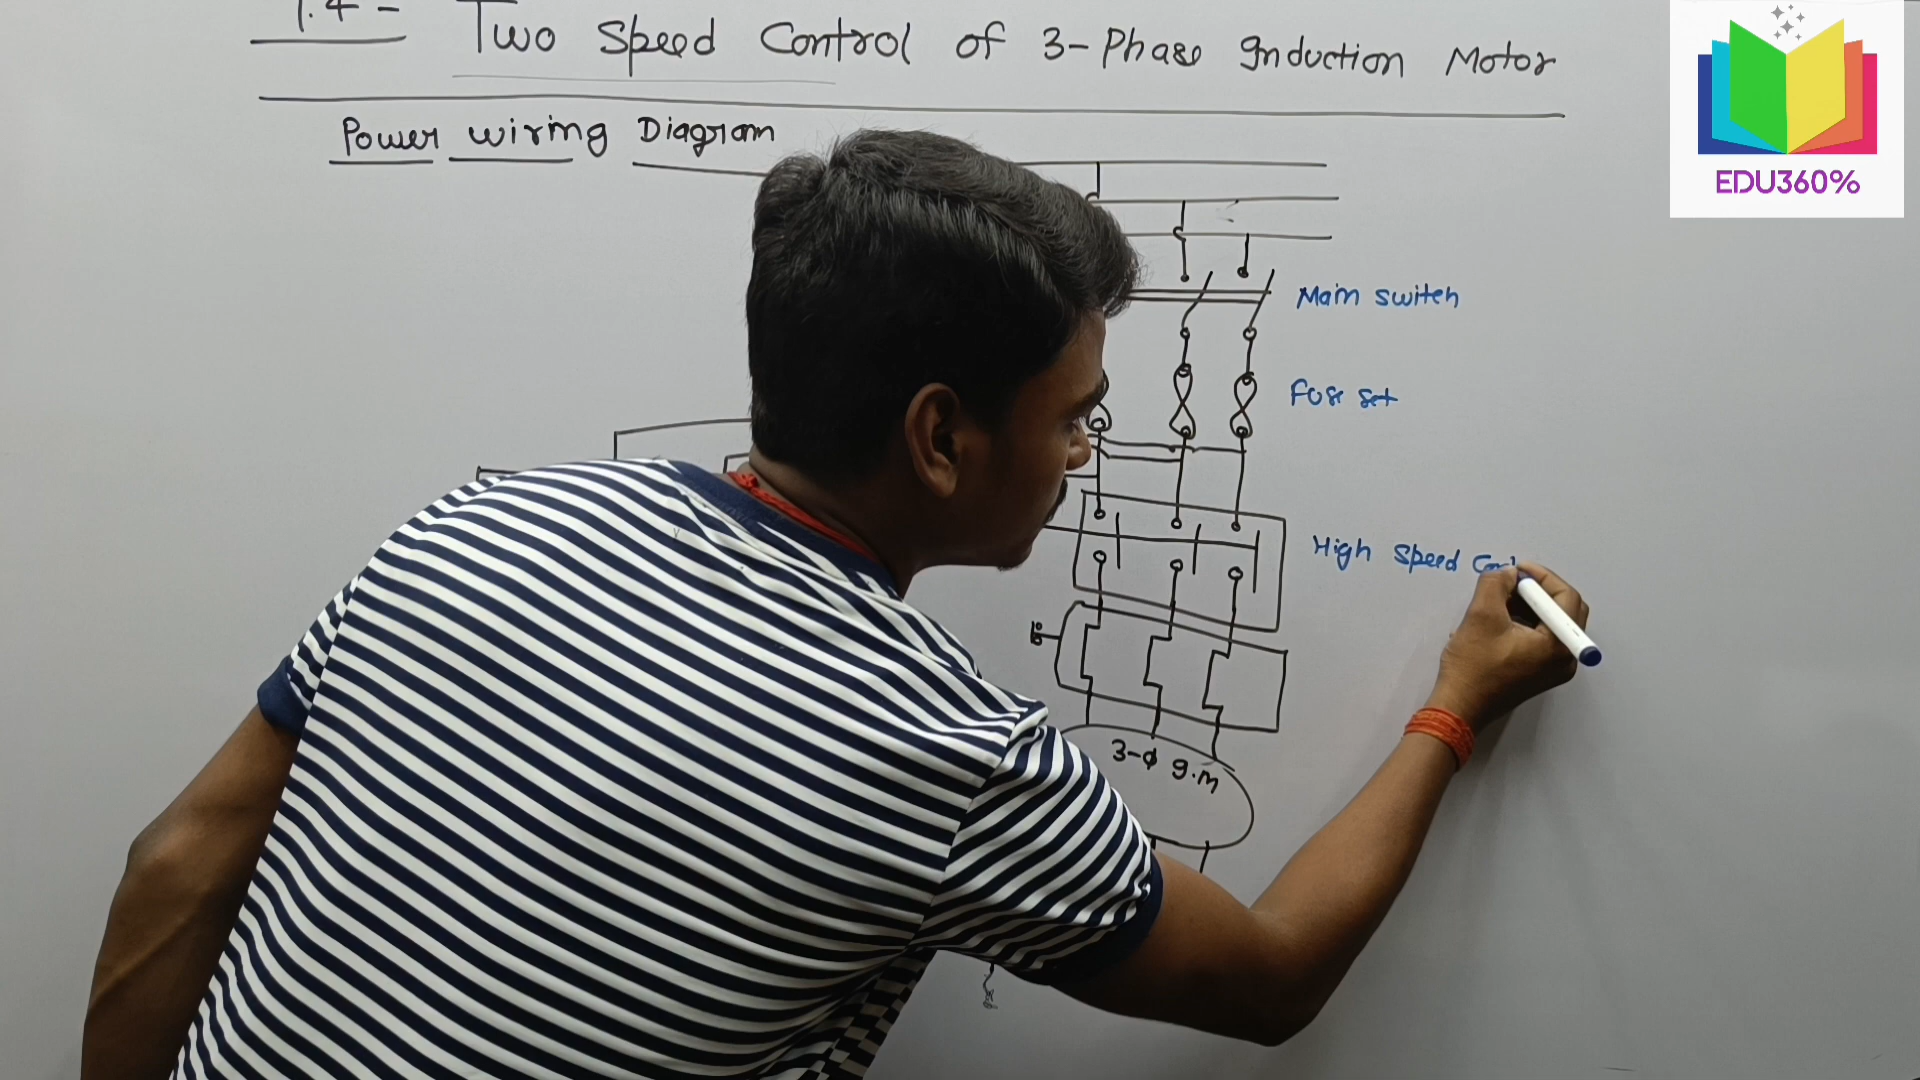 1.4 - Two Speed Control of 3-Phase Induction Motor
Power wiring Diagram
EDU360%
Main switch
Fuse set
High Speed Cont
3-ϕ I.M